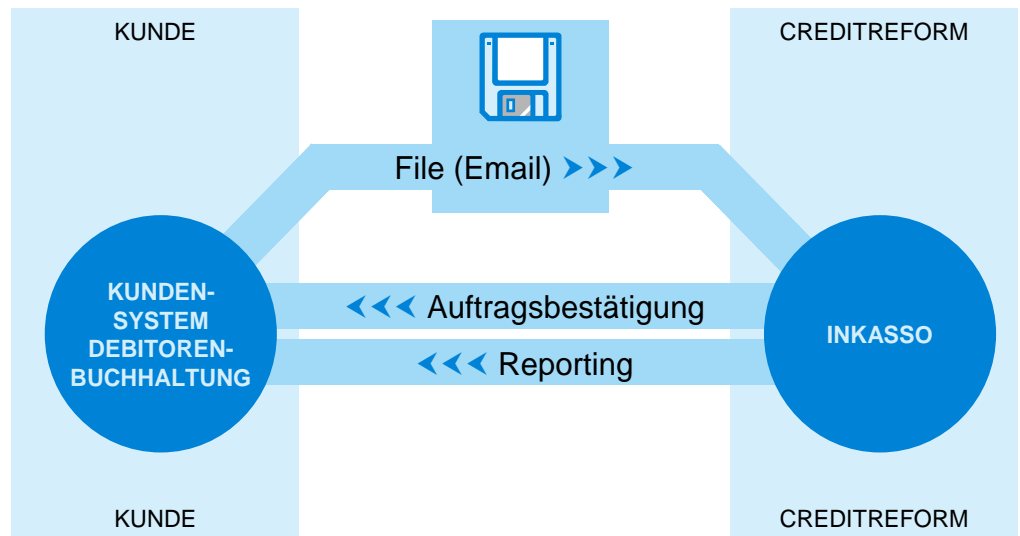 KUNDE
CREDITREFORM
File (Email)
KUNDEN-
SYSTEM
DEBITOREN-
BUCHHALTUNG
Auftragsbestätigung
Reporting
INKASSO
KUNDE
CREDITREFORM